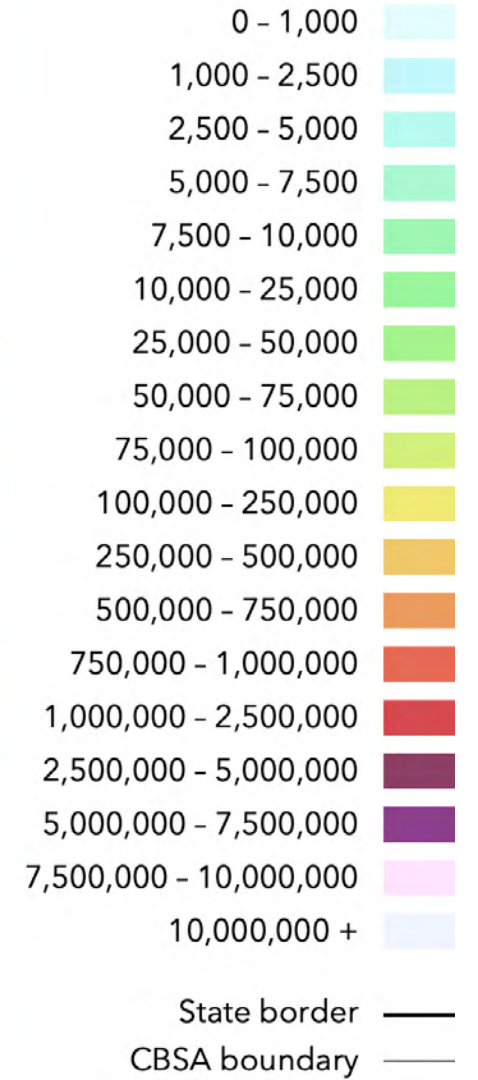 0 – 1,000
1,000 – 2,500
2,500 – 5,000
5,000 – 7,500
7,500 – 10,000
10,000 – 25,000
25,000 – 50,000
50,000 – 75,000
75,000 – 100,000
100,000 – 250,000
250,000 – 500,000
500,000 – 750,000
750,000 – 1,000,000
1,000,000 – 2,500,000
2,500,000 – 5,000,000
5,000,000 – 7,500,000
7,500,000 – 10,000,000
10,000,000 +
State border
CBSA boundary